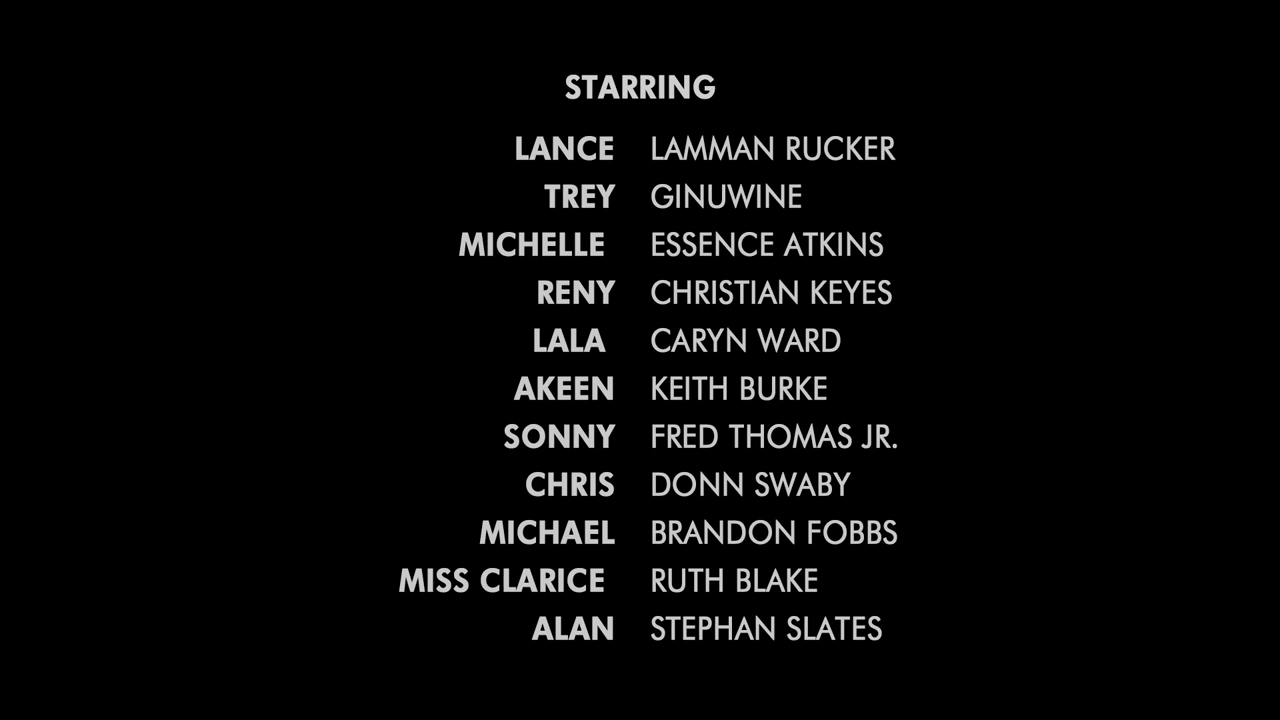 STARRING
LANCE LAMMAN RUCKER
TREY GINUWINE
MICHELLE ESSENCE ATKINS
RENY CHRISTIAN KEYES
LALA CARYN WARD
AKEEN KEITH BURKE
SONNY FRED THOMAS JR.
CHRIS DONN SWABY
MICHAEL BRANDON FOBBS
MISS CLARICE RUTH BLAKE
ALAN STEPHAN SLATES